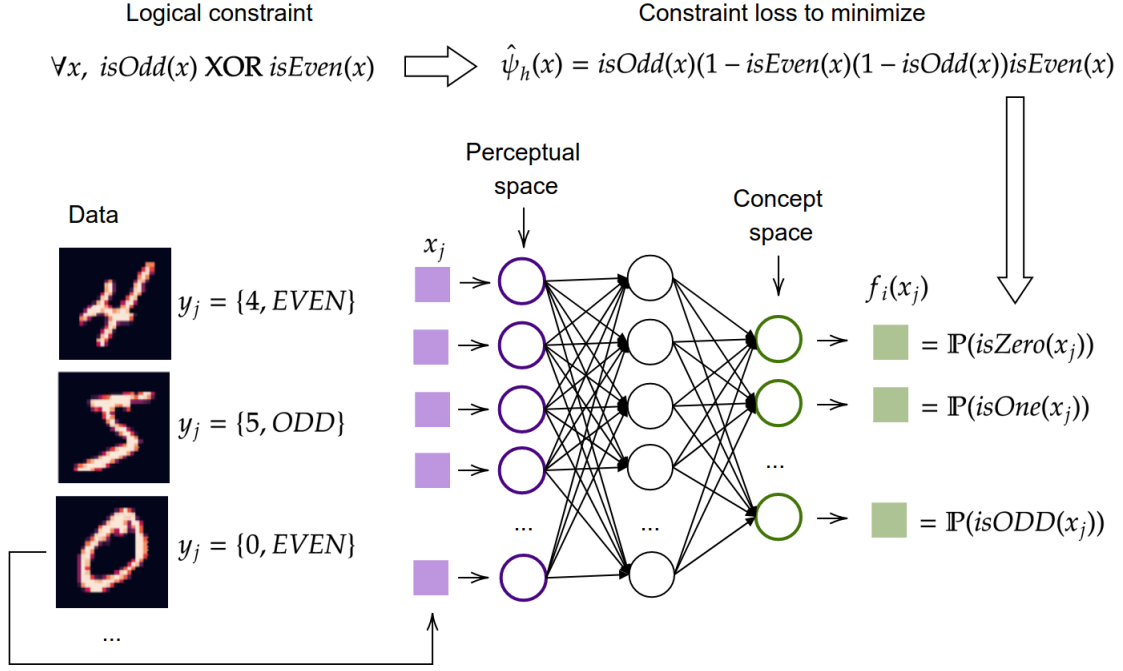 Logical constraint
Constraint loss to minimize
∀x, isOdd(x) XOR isEven(x)
ψ̂_h(x) = isOdd(x)(1 − isEven(x)(1 − isOdd(x))isEven(x)
Perceptual
space
Concept
space
Data
x_j
f_i(x_j)
y_j = {4, EVEN}
= ℙ(isZero(x_j))
y_j = {5, ODD}
= ℙ(isOne(x_j))
...
y_j = {0, EVEN}
...
...
= ℙ(isODD(x_j))
...